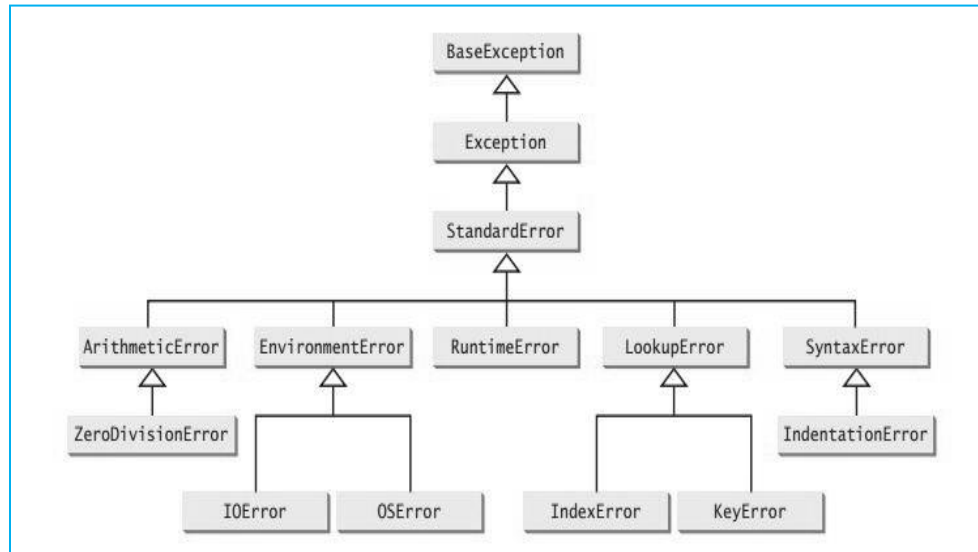 BaseException
Exception
StandardError
ArithmeticError EnvironmentError RuntimeError LookupError SyntaxError
ZeroDivisionError IndentationError
IOError OSError IndexError KeyError